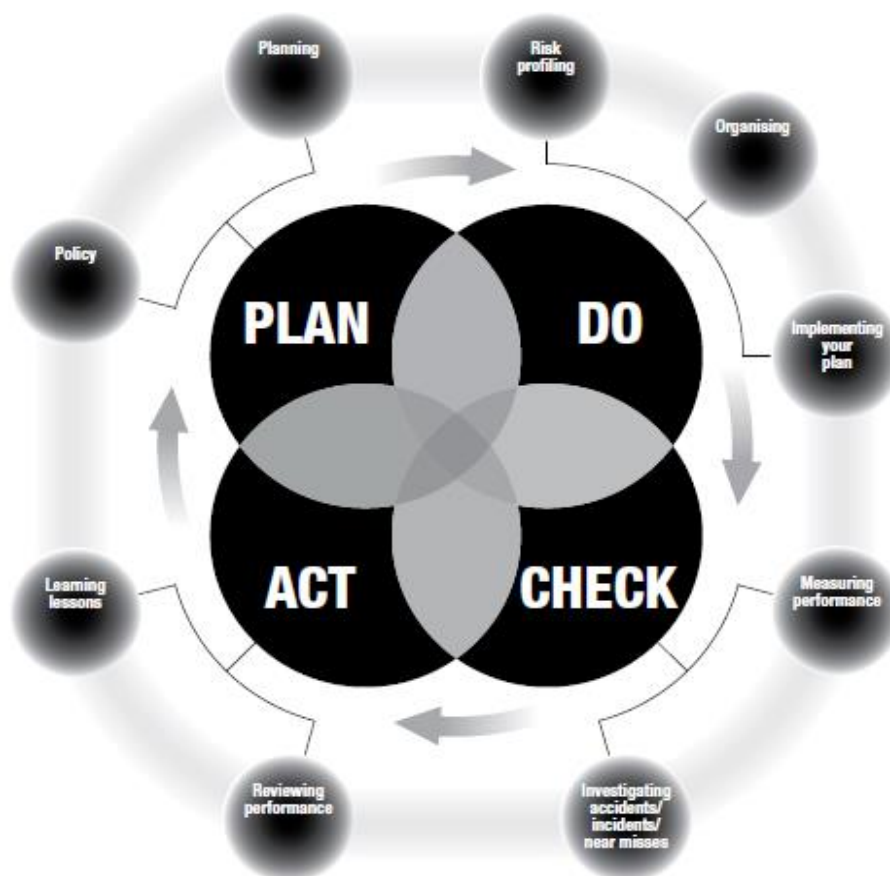 Planning
Risk
profiling
Organising
Policy
PLAN
DO
Implementing
your
plan
ACT
CHECK
Learning
lessons
Measuring
performance
Reviewing
performance
Investigating
accidents/
incidents/
near misses